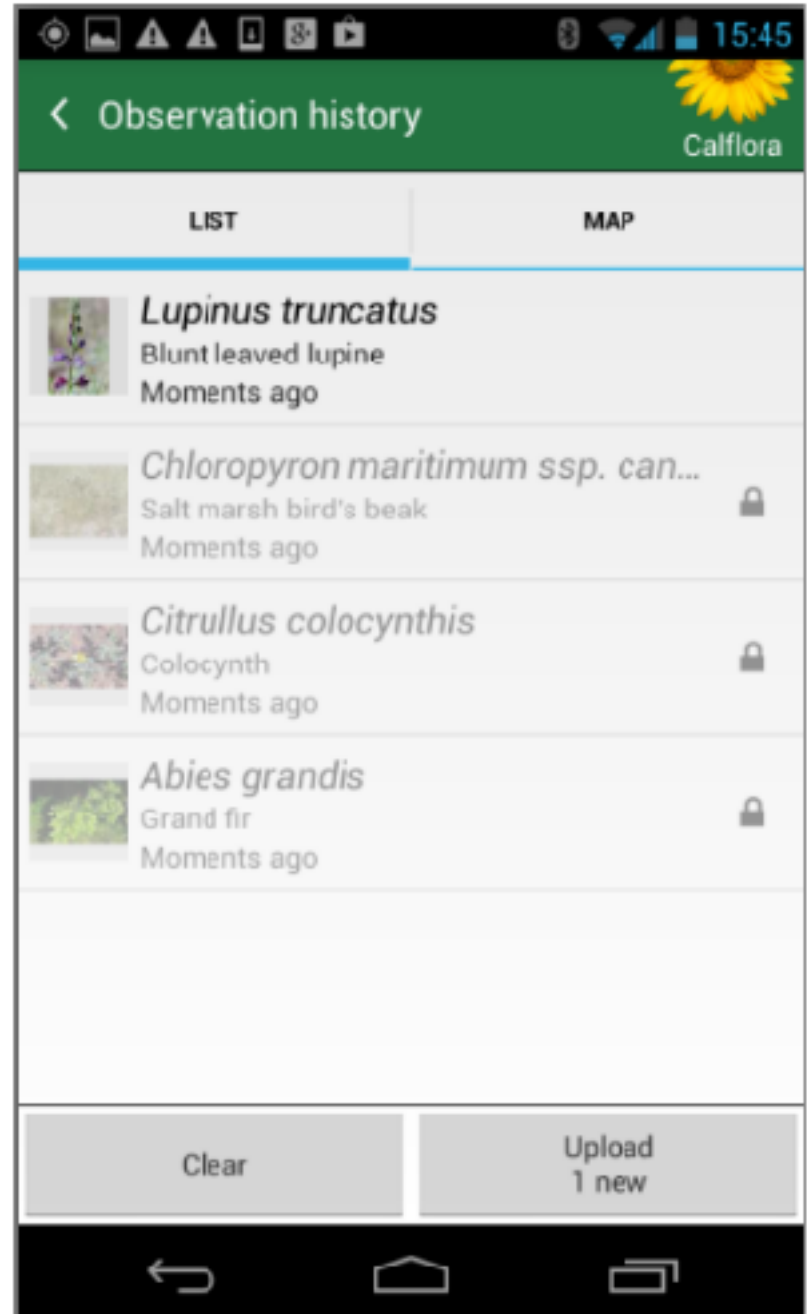 15:45
Observation history
Calflora
LIST
MAP
Lupinus truncatus
Blunt leaved lupine
Moments ago
Chloropyron maritimum ssp. can...
Salt marsh bird's beak
Moments ago
Citrullus colocynthis
Colocynth
Moments ago
Abies grandis
Grand fir
Moments ago
Clear
Upload
1 new